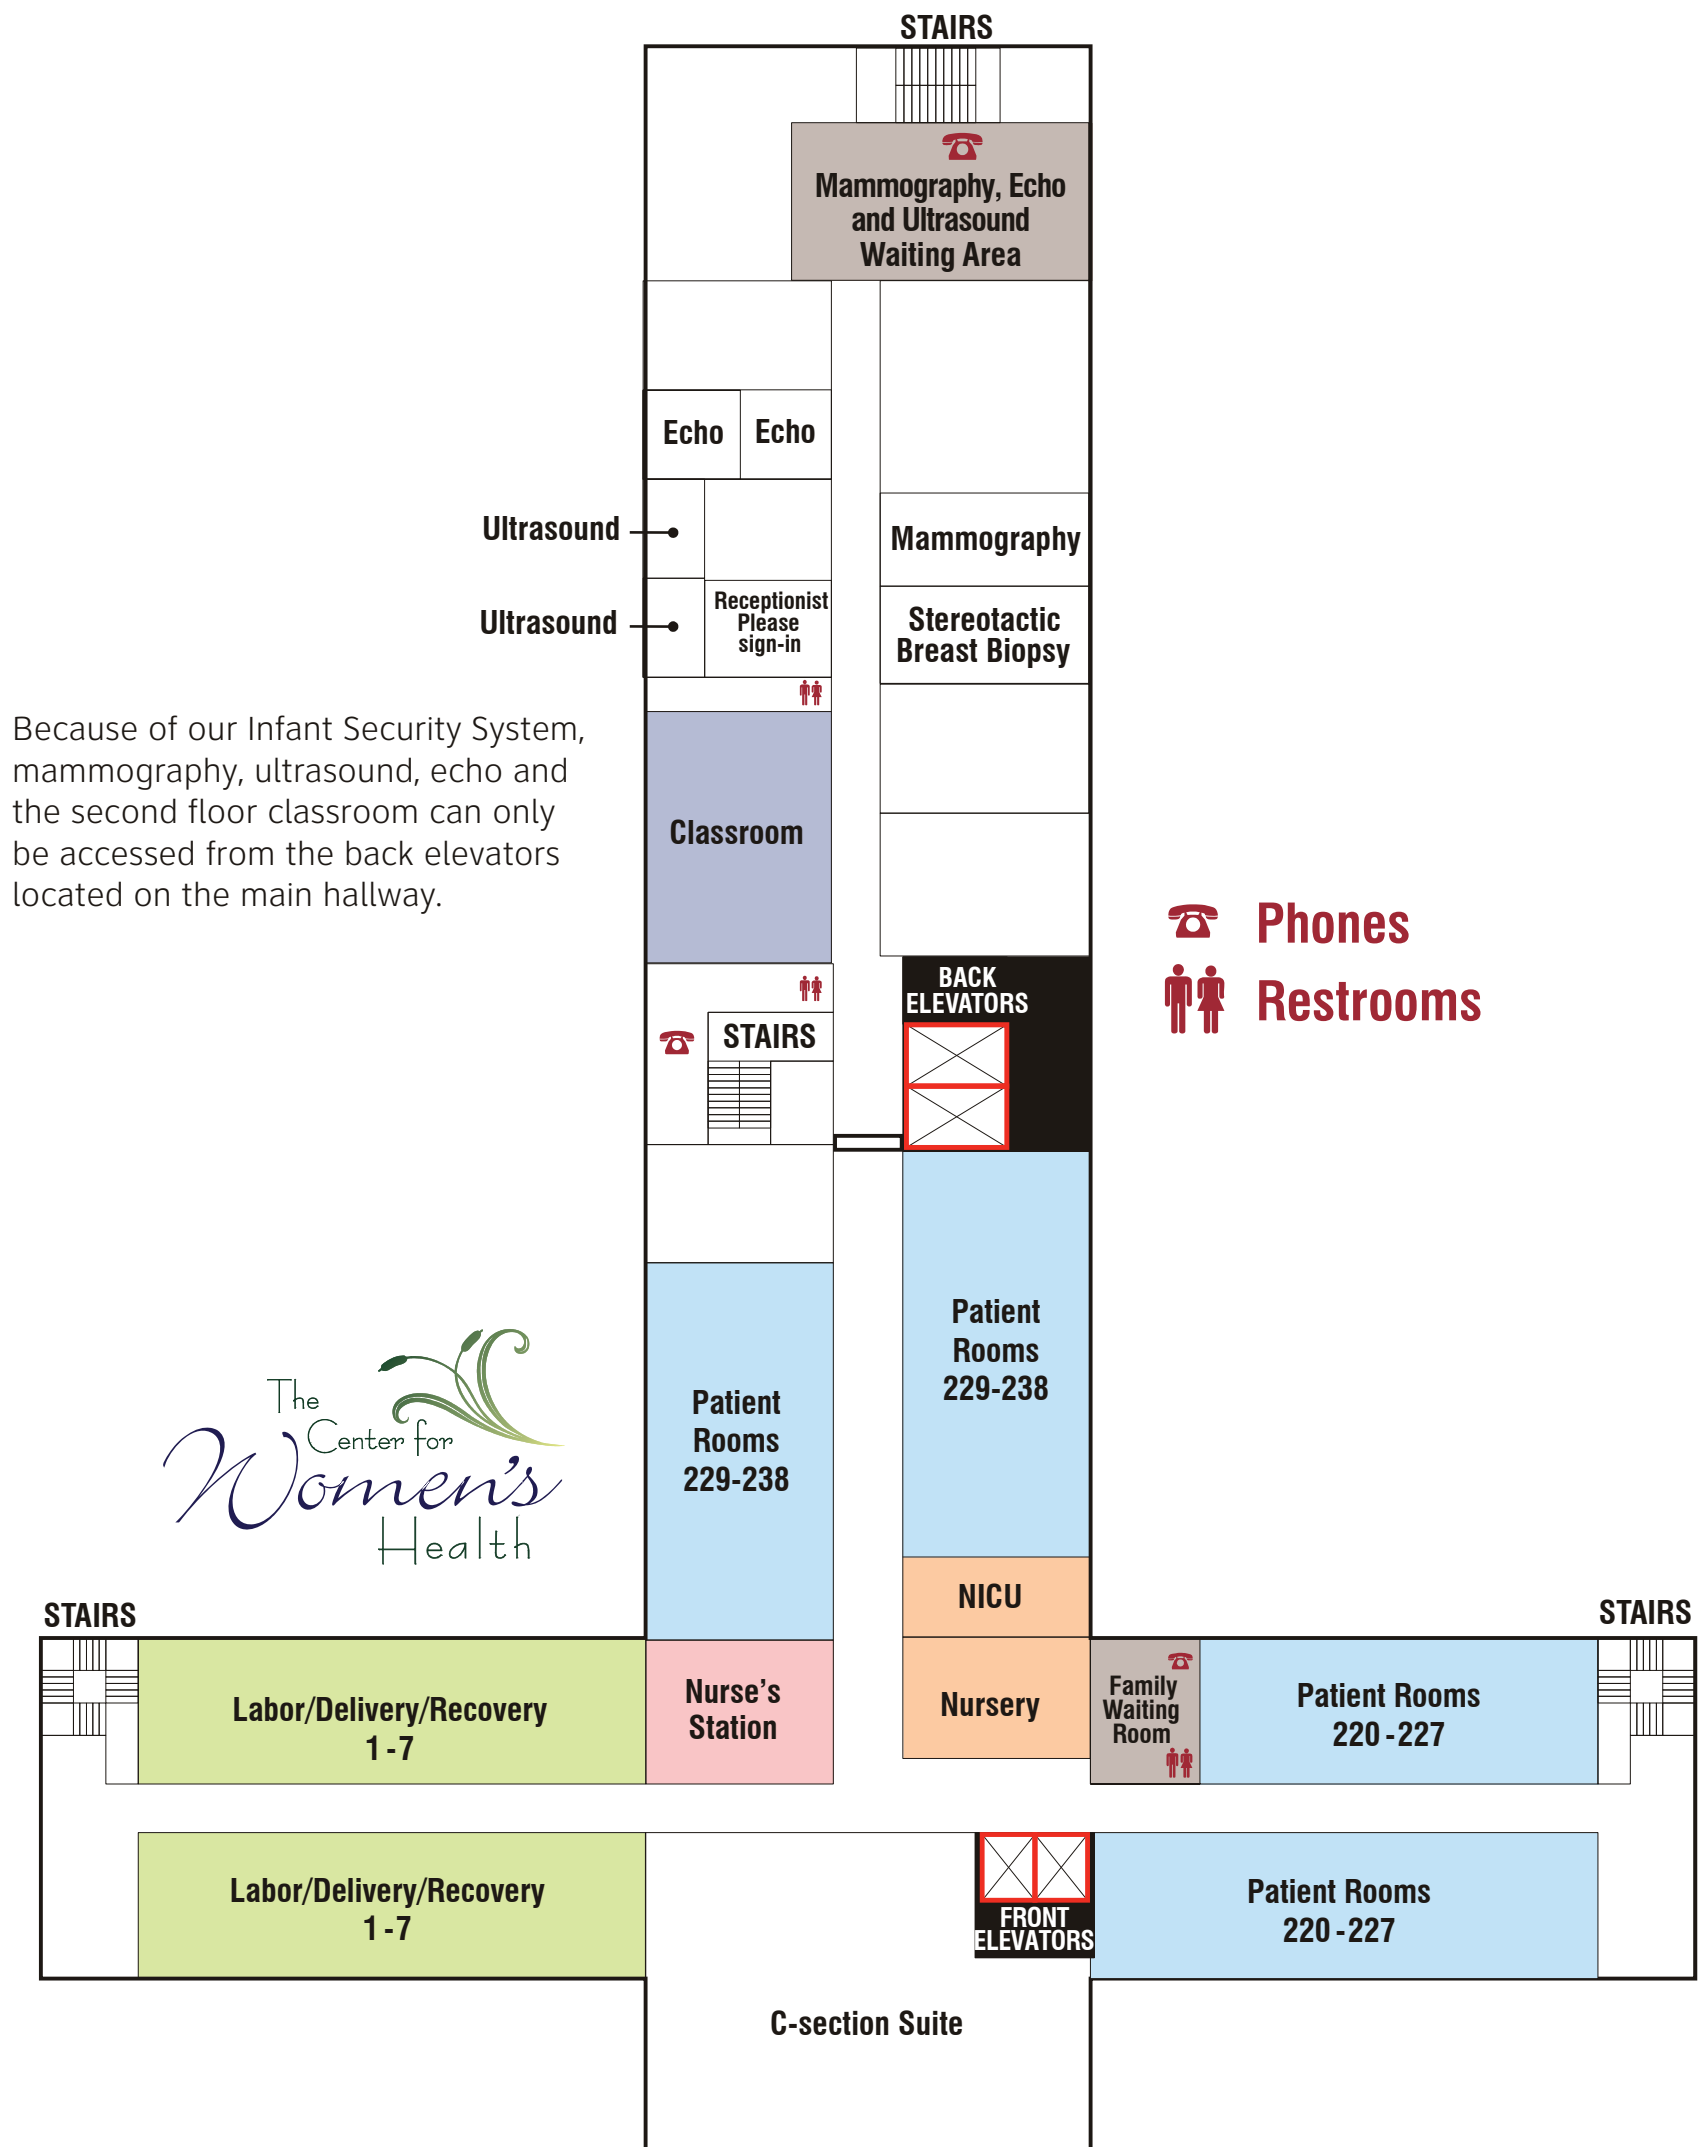 STAIRS
Mammography, Echo
and Ultrasound
Waiting Area
Echo
Echo
Ultrasound
Mammography
Ultrasound
Receptionist
Please
sign-in
Stereotactic
Breast Biopsy
Because of our Infant Security System,
mammography, ultrasound, echo and
the second floor classroom can only
be accessed from the back elevators
located on the main hallway.
Classroom
Phones
Restrooms
BACK
ELEVATORS
STAIRS
Patient
Rooms
229-238
Patient
Rooms
229-238
The
Center for
Women's
Health
NICU
STAIRS
STAIRS
Labor/Delivery/Recovery
1-7
Nurse's
Station
Nursery
Family
Waiting
Room
Patient Rooms
220-227
Labor/Delivery/Recovery
1-7
FRONT
ELEVATORS
Patient Rooms
220-227
C-section Suite